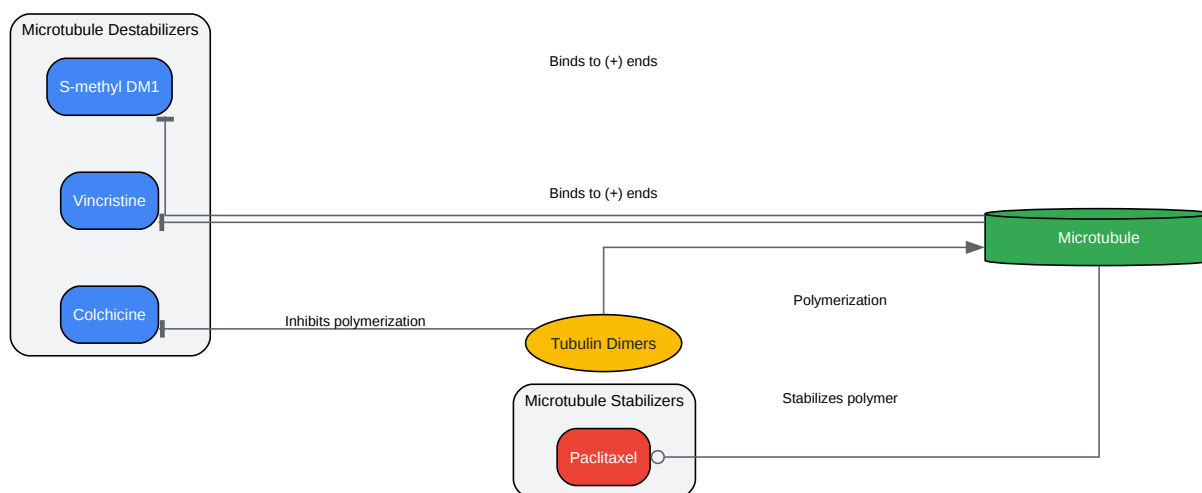 Microtubule Destabilizers
S-methyl DM1
Binds to (+) ends
Vincristine
Binds to (+) ends
Microtubule
Colchicine
Inhibits polymerization
Polymerization
Tubulin Dimers
Microtubule Stabilizers
Stabilizes polymer
Paclitaxel